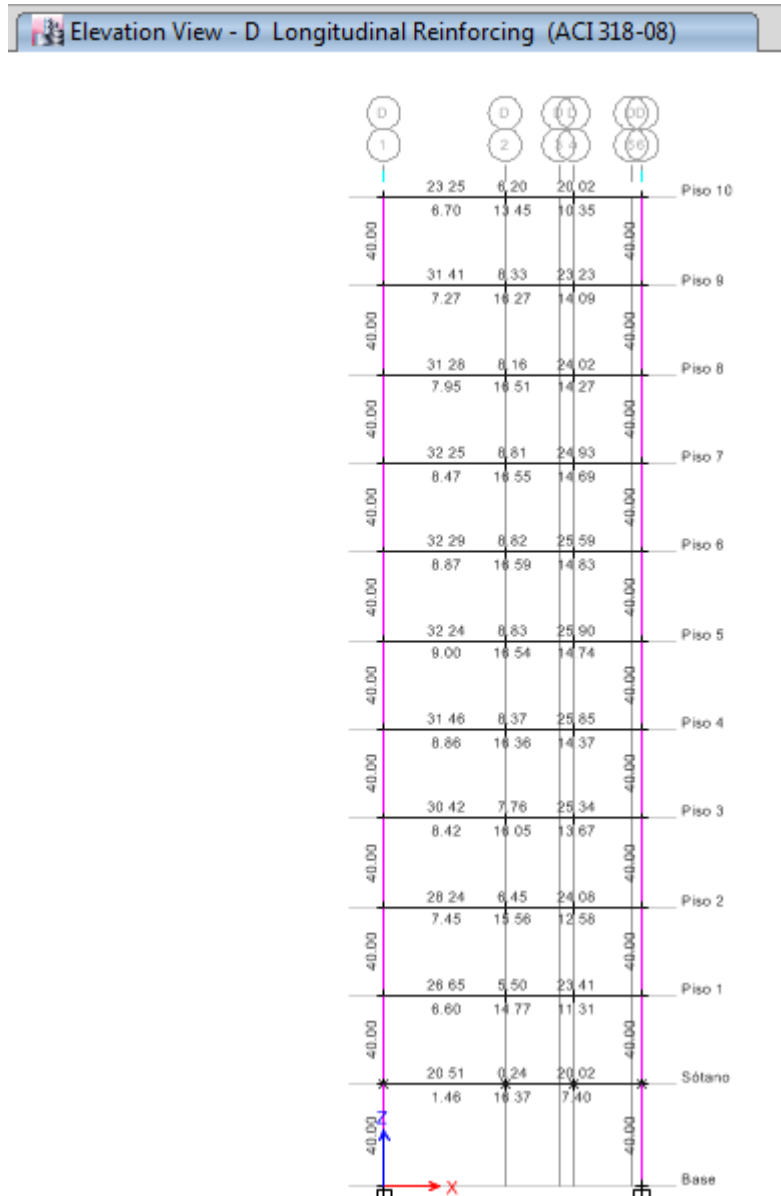 Elevation View - D Longitudinal Reinforcing (ACI 318-08)
D D D D D D
1 2 3 4 5 6
23.25 6.20 20.02 Piso 10
6.70 13.45 10.35
40.00 40.00
31.41 8.33 23.23 Piso 9
7.27 16.27 14.09
40.00 40.00
31.28 8.16 24.02 Piso 8
7.95 16.51 14.27
40.00 40.00
32.25 8.81 24.93 Piso 7
8.47 16.55 14.69
40.00 40.00
32.29 8.82 25.59 Piso 6
8.87 16.59 14.83
40.00 40.00
32.24 8.83 25.90 Piso 5
9.00 16.54 14.74
40.00 40.00
31.46 8.37 25.85 Piso 4
8.86 16.36 14.37
40.00 40.00
30.42 7.76 25.34 Piso 3
8.42 16.05 13.67
40.00 40.00
28.24 6.45 24.08 Piso 2
7.45 15.56 12.58
40.00 40.00
26.65 5.50 23.41 Piso 1
6.60 14.77 11.31
40.00 40.00
20.51 0.24 20.02 Sótano
1.46 16.37 7.40
40.00 40.00
Z
X Base